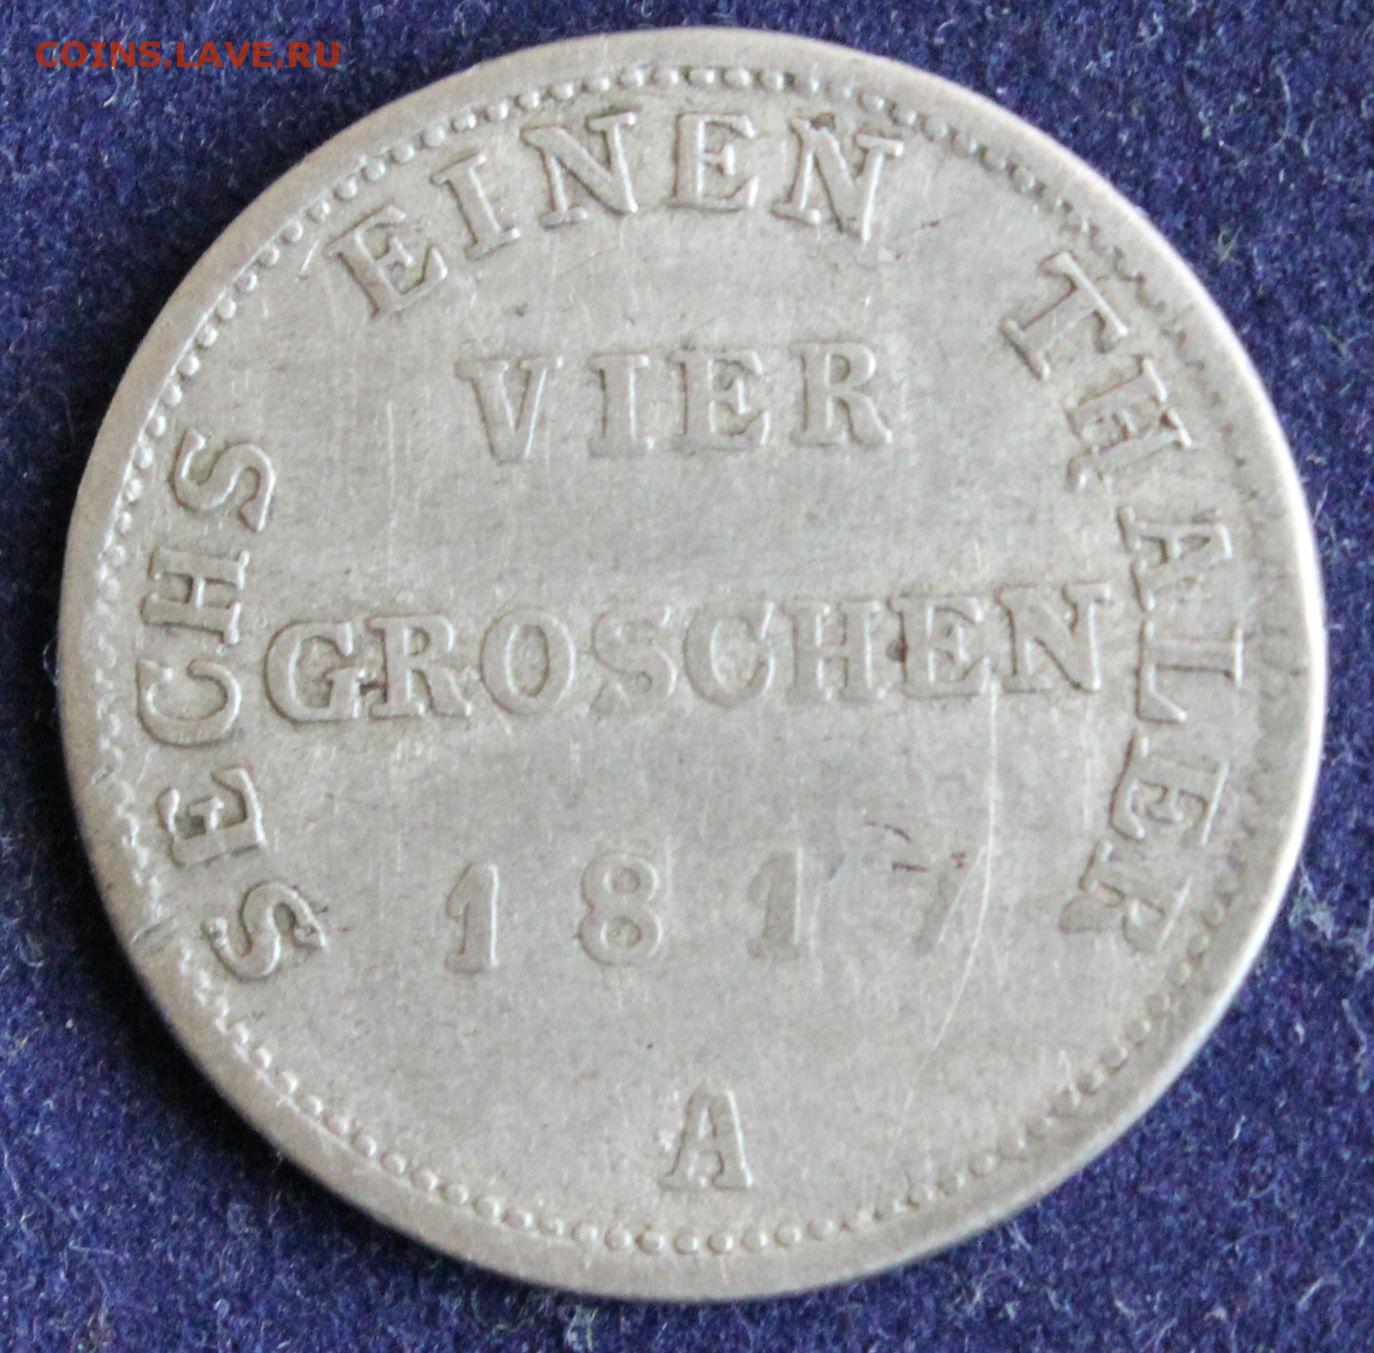 COINS.LAVE.RU
SECHS EINEN THALER
VIER
GROSCHEN
1817
A